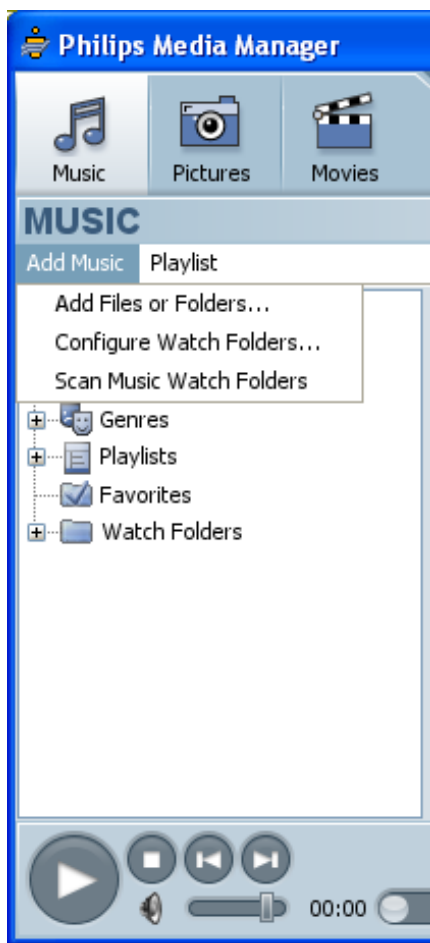 Philips Media Manager
Music Pictures Movies
MUSIC
Add Music Playlist
Add Files or Folders...
Configure Watch Folders...
Scan Music Watch Folders
Genres
Playlists
Favorites
Watch Folders
00:00